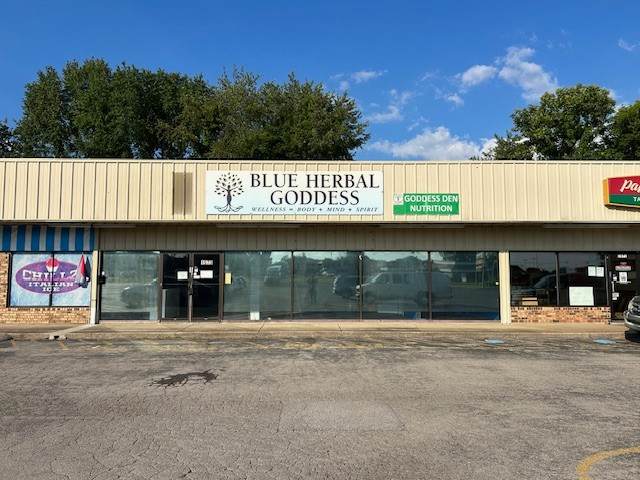 BLUE HERBAL
GODDESS
WELLNESS = BODY + MIND + SPIRIT
GODDESS DEN
NUTRITION
CHILLZ
ITALIAN
ICE